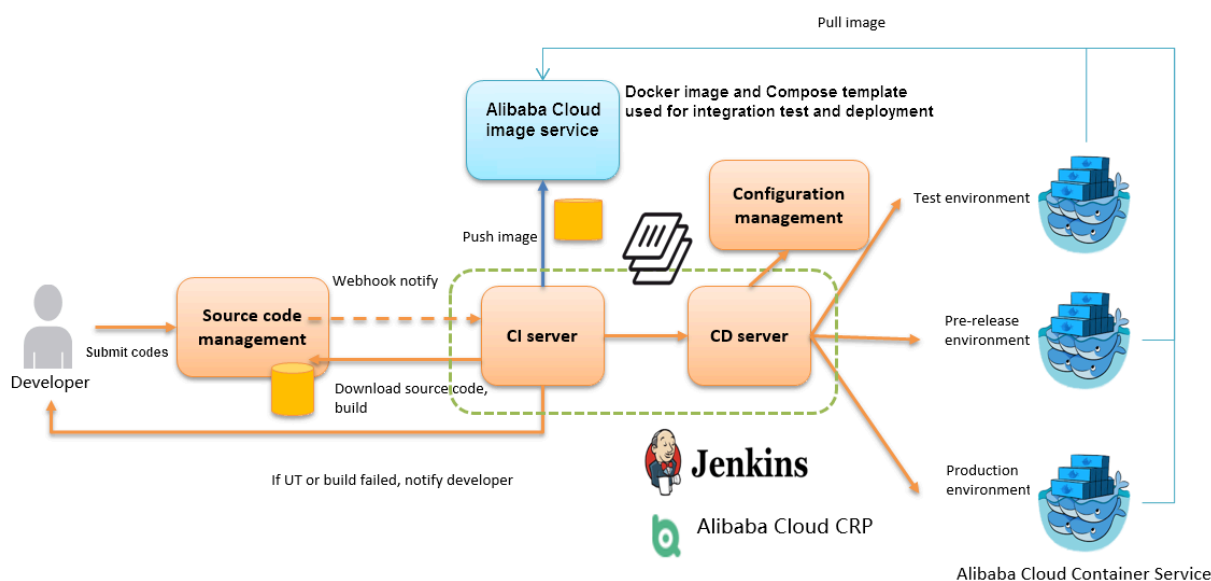 Pull image
Alibaba Cloud
image service
Docker image and Compose template
used for integration test and deployment
Configuration
management
Test environment
Push image
Webhook notify
Source code
management
CI server
CD server
Pre-release
environment
Submit codes
Developer
Download source code,
build
If UT or build failed, notify developer
Jenkins
Production
environment
Alibaba Cloud CRP
Alibaba Cloud Container Service